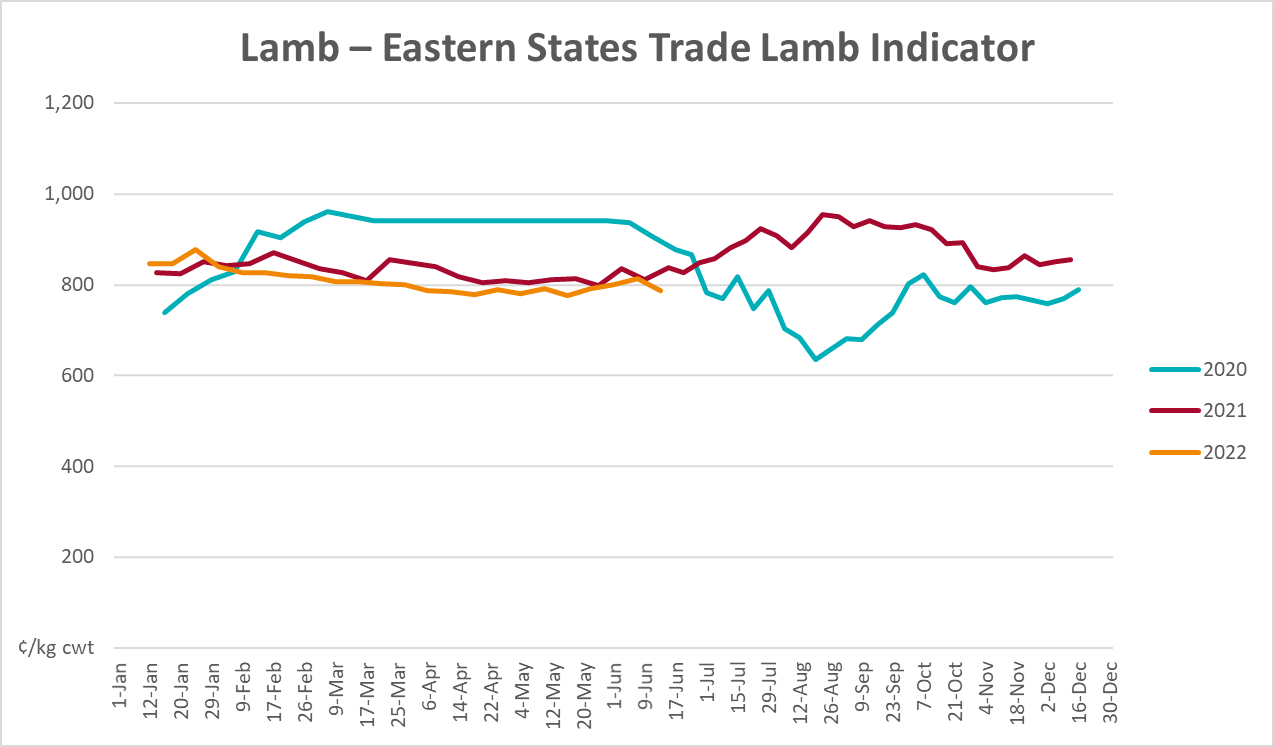 Lamb – Eastern States Trade Lamb Indicator
1,200
1,000
800
600
400
200
¢/kg cwt
1-Jan
12-Jan
20-Jan
29-Jan
9-Feb
17-Feb
26-Feb
9-Mar
17-Mar
25-Mar
6-Apr
14-Apr
22-Apr
4-May
12-May
20-May
1-Jun
9-Jun
17-Jun
1-Jul
15-Jul
29-Jul
12-Aug
26-Aug
9-Sep
23-Sep
7-Oct
21-Oct
4-Nov
18-Nov
2-Dec
16-Dec
30-Dec
2020
2021
2022